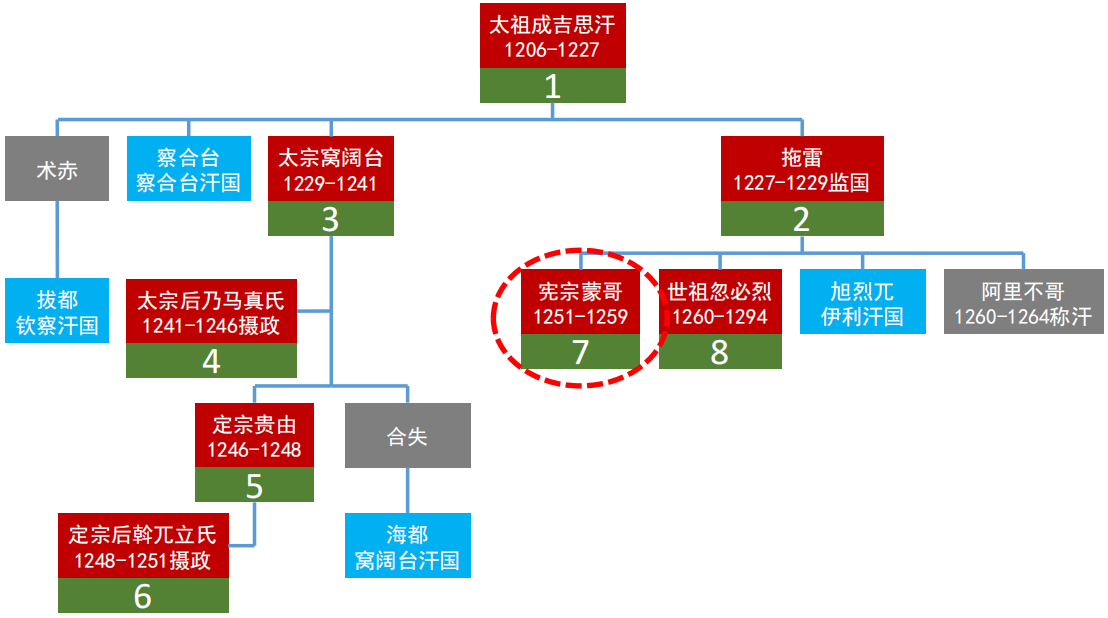 太祖成吉思汗
1206-1227
1
术赤
察合台
察合台汗国
太宗窝阔台
1229-1241
3
拖雷
1227-1229监国
2
拔都
钦察汗国
太宗后乃马真氏
1241-1246摄政
4
宪宗蒙哥
1251-1259
7
世祖忽必烈
1260-1294
8
旭烈兀
伊利汗国
阿里不哥
1260-1264称汗
定宗贵由
1246-1248
5
合失
定宗后斡兀立氏
1248-1251摄政
6
海都
窝阔台汗国